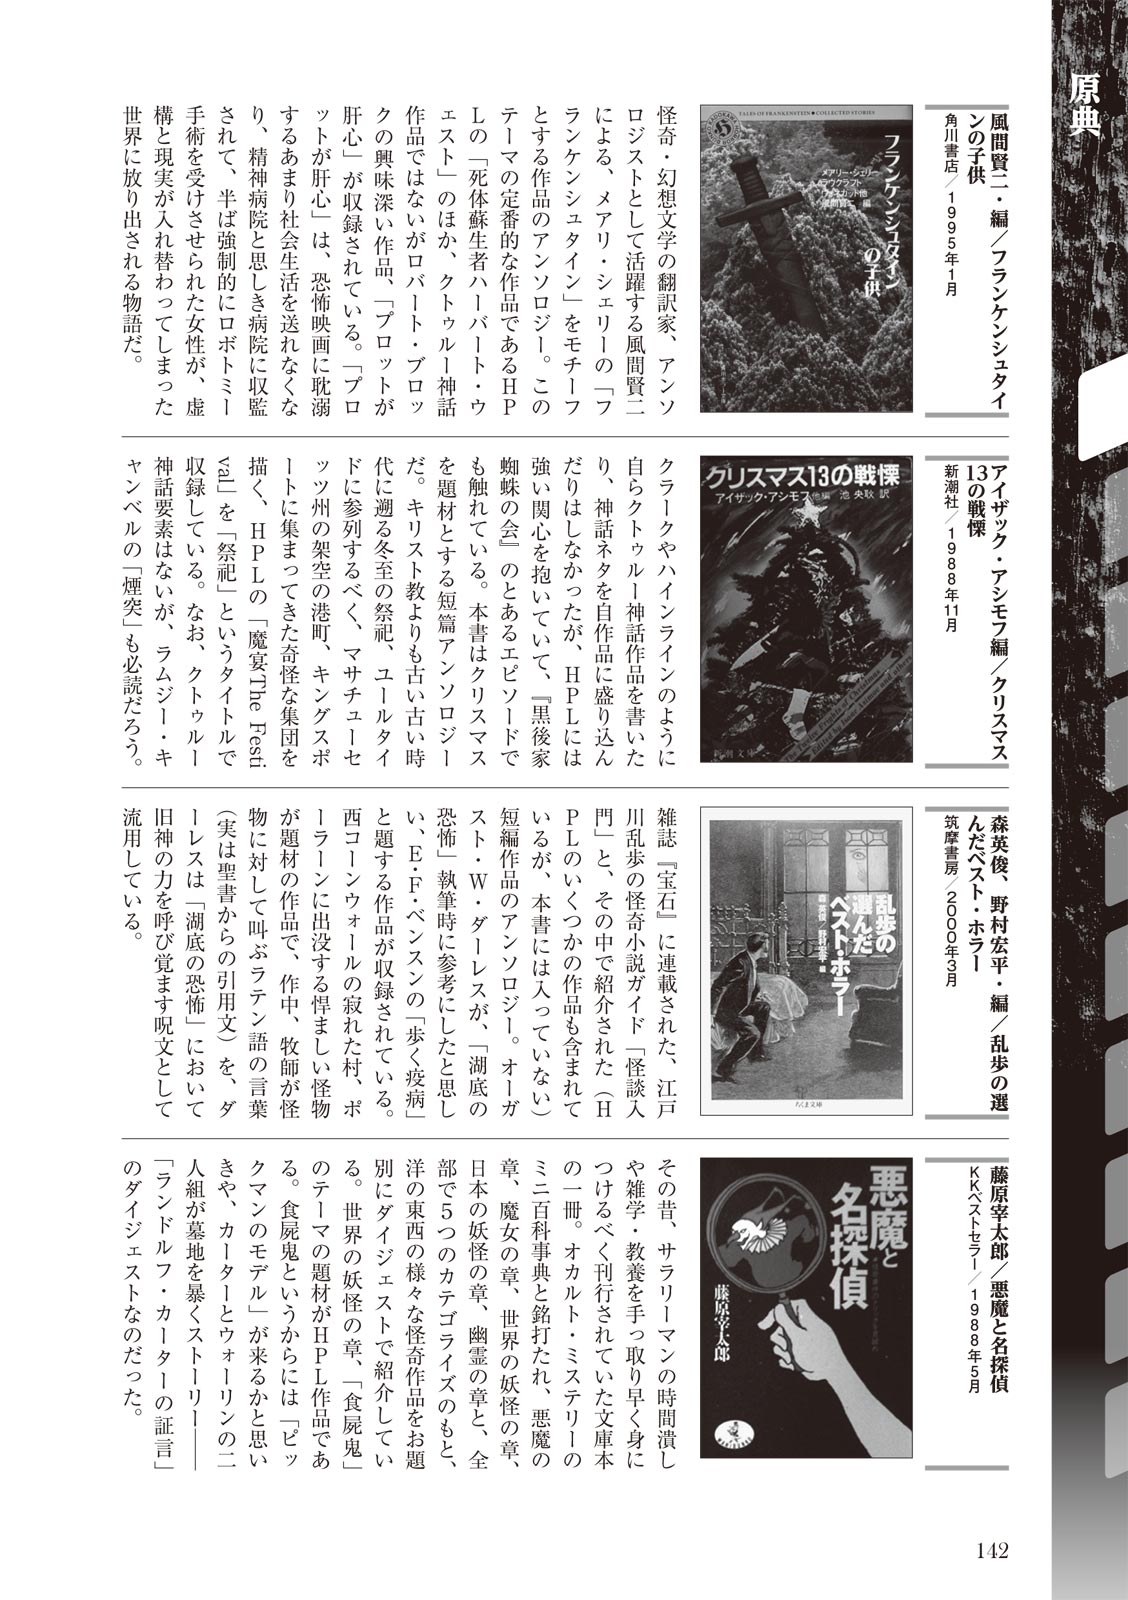 原典
風間賢二・編／フランケンシュタイ
ンの子供
角川書店／1995年1月
TALES OF FRANKENSTEIN●COLLECTED STORIES
フランケンシュタイン
の子供
メアリー・シェリー
ラヴクラフト
風間賢二 編
怪奇・幻想文学の翻訳家、アンソ
ロジストとして活躍する風間賢二
による、メアリ・シェリーの「フ
ランケンシュタイン」をモチーフ
とする作品のアンソロジー。この
テーマの定番的な作品であるHP
Lの「死体蘇生者ハーバート・ウ
ェスト」のほか、クトゥルー神話
作品ではないがロバート・ブロッ
クの興味深い作品、「プロットが
肝心」が収録されている。「プロ
ットが肝心」は、恐怖映画に耽溺
するあまり社会生活を送れなくな
り、精神病院と思しき病院に収監
されて、半ば強制的にロボトミー
手術を受けさせられた女性が、虚
構と現実が入れ替わってしまった
世界に放り出される物語だ。
アイザック・アシモフ編／クリスマス
13の戦慄
新潮社／1988年11月
クリスマス13の戦慄
アイザック・アシモフ他編 池 央耿 訳
新潮文庫
クラークやハインラインのように
自らクトゥルー神話作品を書いた
り、神話ネタを自作品に盛り込ん
だりはしなかったが、HPLには
強い関心を抱いていて、『黒後家
蜘蛛の会』のとあるエピソードで
も触れている。本書はクリスマス
を題材とする短篇アンソロジー
だ。キリスト教よりも古い古い時
代に遡る冬至の祭祀、ユールタイ
ドに参列するべく、マサチューセ
ッツ州の架空の港町、キングスポ
ートに集まってきた奇怪な集団を
描く、HPLの「魔宴The Festi
val」を「祭祀」というタイトルで
収録している。なお、クトゥルー
神話要素はないが、ラムジー・キ
ャンベルの「煙突」も必読だろう。
森英俊、野村宏平・編／乱歩の選
んだベスト・ホラー
筑摩書房／2000年3月
乱歩の
選んだ
ベスト・ホラー
森 英俊・野村宏平 編
ちくま文庫
雑誌『宝石』に連載された、江戸
川乱歩の怪奇小説ガイド「怪談入
門」と、その中で紹介された（H
PLのいくつかの作品も含まれて
いるが、本書には入っていない）
短編作品のアンソロジー。オーガ
スト・W・ダーレスが、「湖底の
恐怖」執筆時に参考にしたと思し
い、E・F・ベンスンの「歩く疫病」
と題する作品が収録されている。
西コーンウォールの寂れた村、ポ
ーラーンに出没する悍ましい怪物
が題材の作品で、作中、牧師が怪
物に対して叫ぶラテン語の言葉
（実は聖書からの引用文）を、ダ
ーレスは「湖底の恐怖」において
旧神の力を呼び覚ます呪文として
流用している。
藤原宰太郎／悪魔と名探偵
KKベストセラー／1988年5月
悪魔と
名探偵
藤原宰太郎
その昔、サラリーマンの時間潰し
や雑学・教養を手っ取り早く身に
つけるべく刊行されていた文庫本
の一冊。オカルト・ミステリーの
ミニ百科事典と銘打たれ、悪魔の
章、魔女の章、世界の妖怪の章、
日本の妖怪の章、幽霊の章と、全
部で5つのカテゴライズのもと、
洋の東西の様々な怪奇作品をお題
別にダイジェストで紹介してい
る。世界の妖怪の章、「食屍鬼」
のテーマの題材がHPL作品であ
る。食屍鬼というからには「ピッ
クマンのモデル」が来るかと思い
きや、カーターとウォーリンの二
人組が墓地を暴くストーリー――
「ランドルフ・カーターの証言」
のダイジェストなのだった。
142